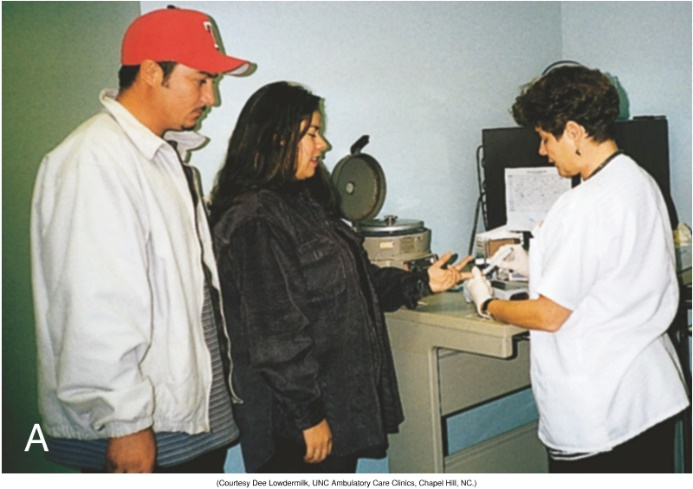 A
(Courtesy Dee Lowdermilk, UNC Ambulatory Care Clinics, Chapel Hill, NC.)